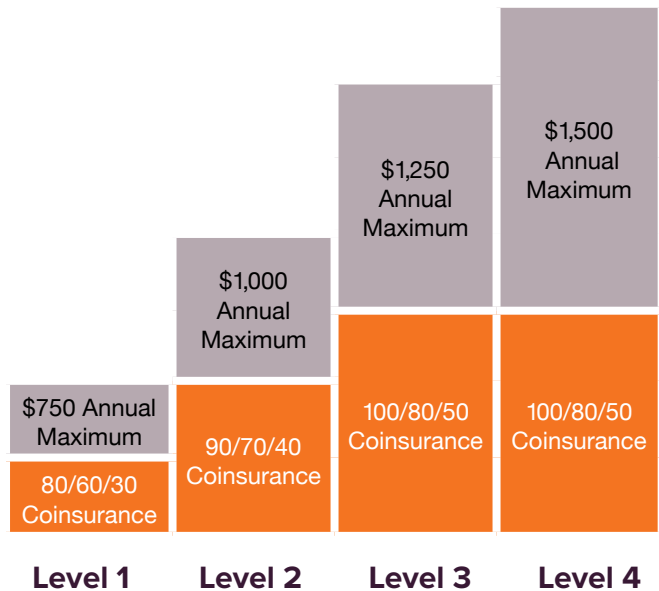 $1,500
Annual
Maximum
$1,250
Annual
Maximum
$1,000
Annual
Maximum
$750 Annual
Maximum
80/60/30
Coinsurance
90/70/40
Coinsurance
100/80/50
Coinsurance
100/80/50
Coinsurance
Level 1
Level 2
Level 3
Level 4